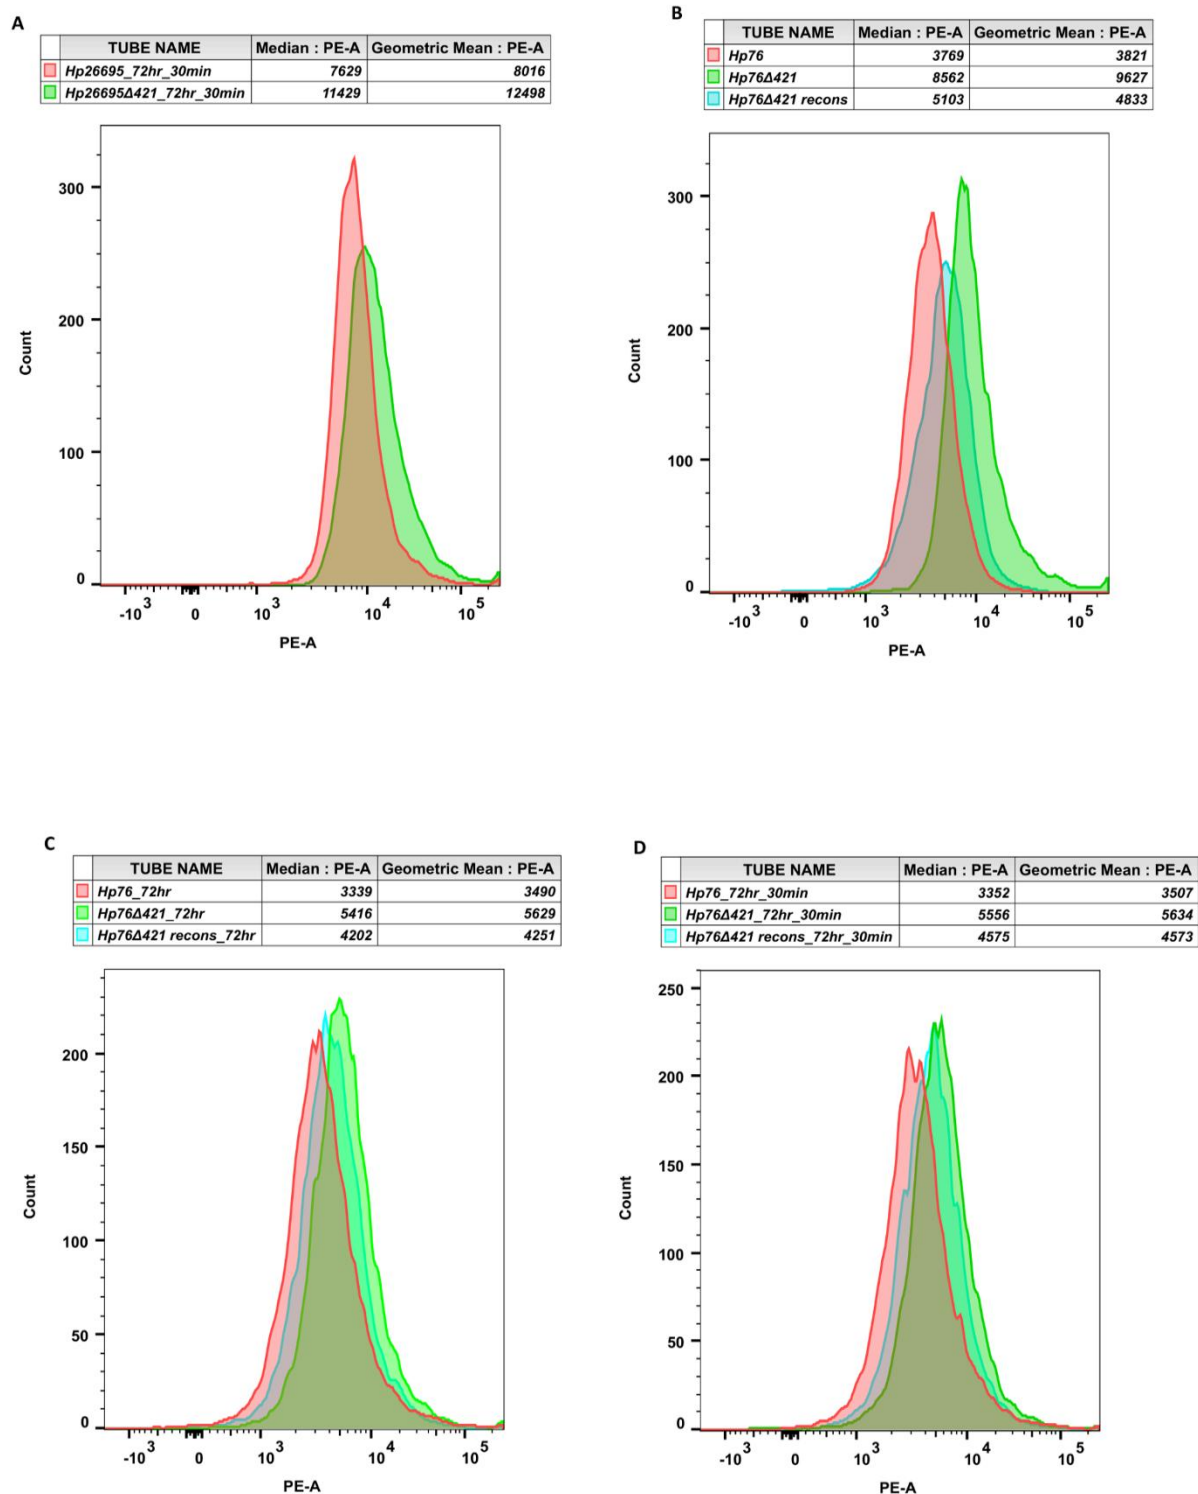 A
TUBE NAME Median : PE-A Geometric Mean : PE-A
Hp26695_72hr_30min 7629 8016
Hp26695Δ421_72hr_30min 11429 12498
300
200
100
0
Count
-10^3 0 10^3 10^4 10^5
PE-A
B
TUBE NAME Median : PE-A Geometric Mean : PE-A
Hp76 3769 3821
Hp76Δ421 8562 9627
Hp76Δ421 recons 5103 4833
300
200
100
0
Count
-10^3 0 10^3 10^4 10^5
PE-A
C
TUBE NAME Median : PE-A Geometric Mean : PE-A
Hp76_72hr 3339 3490
Hp76Δ421_72hr 5416 5629
Hp76Δ421 recons_72hr 4202 4251
200
150
100
50
0
Count
-10^3 0 10^3 10^4 10^5
PE-A
D
TUBE NAME Median : PE-A Geometric Mean : PE-A
Hp76_72hr_30min 3352 3507
Hp76Δ421_72hr_30min 5556 5634
Hp76Δ421 recons_72hr_30min 4575 4573
250
200
150
100
50
0
Count
-10^3 0 10^3 10^4 10^5
PE-A